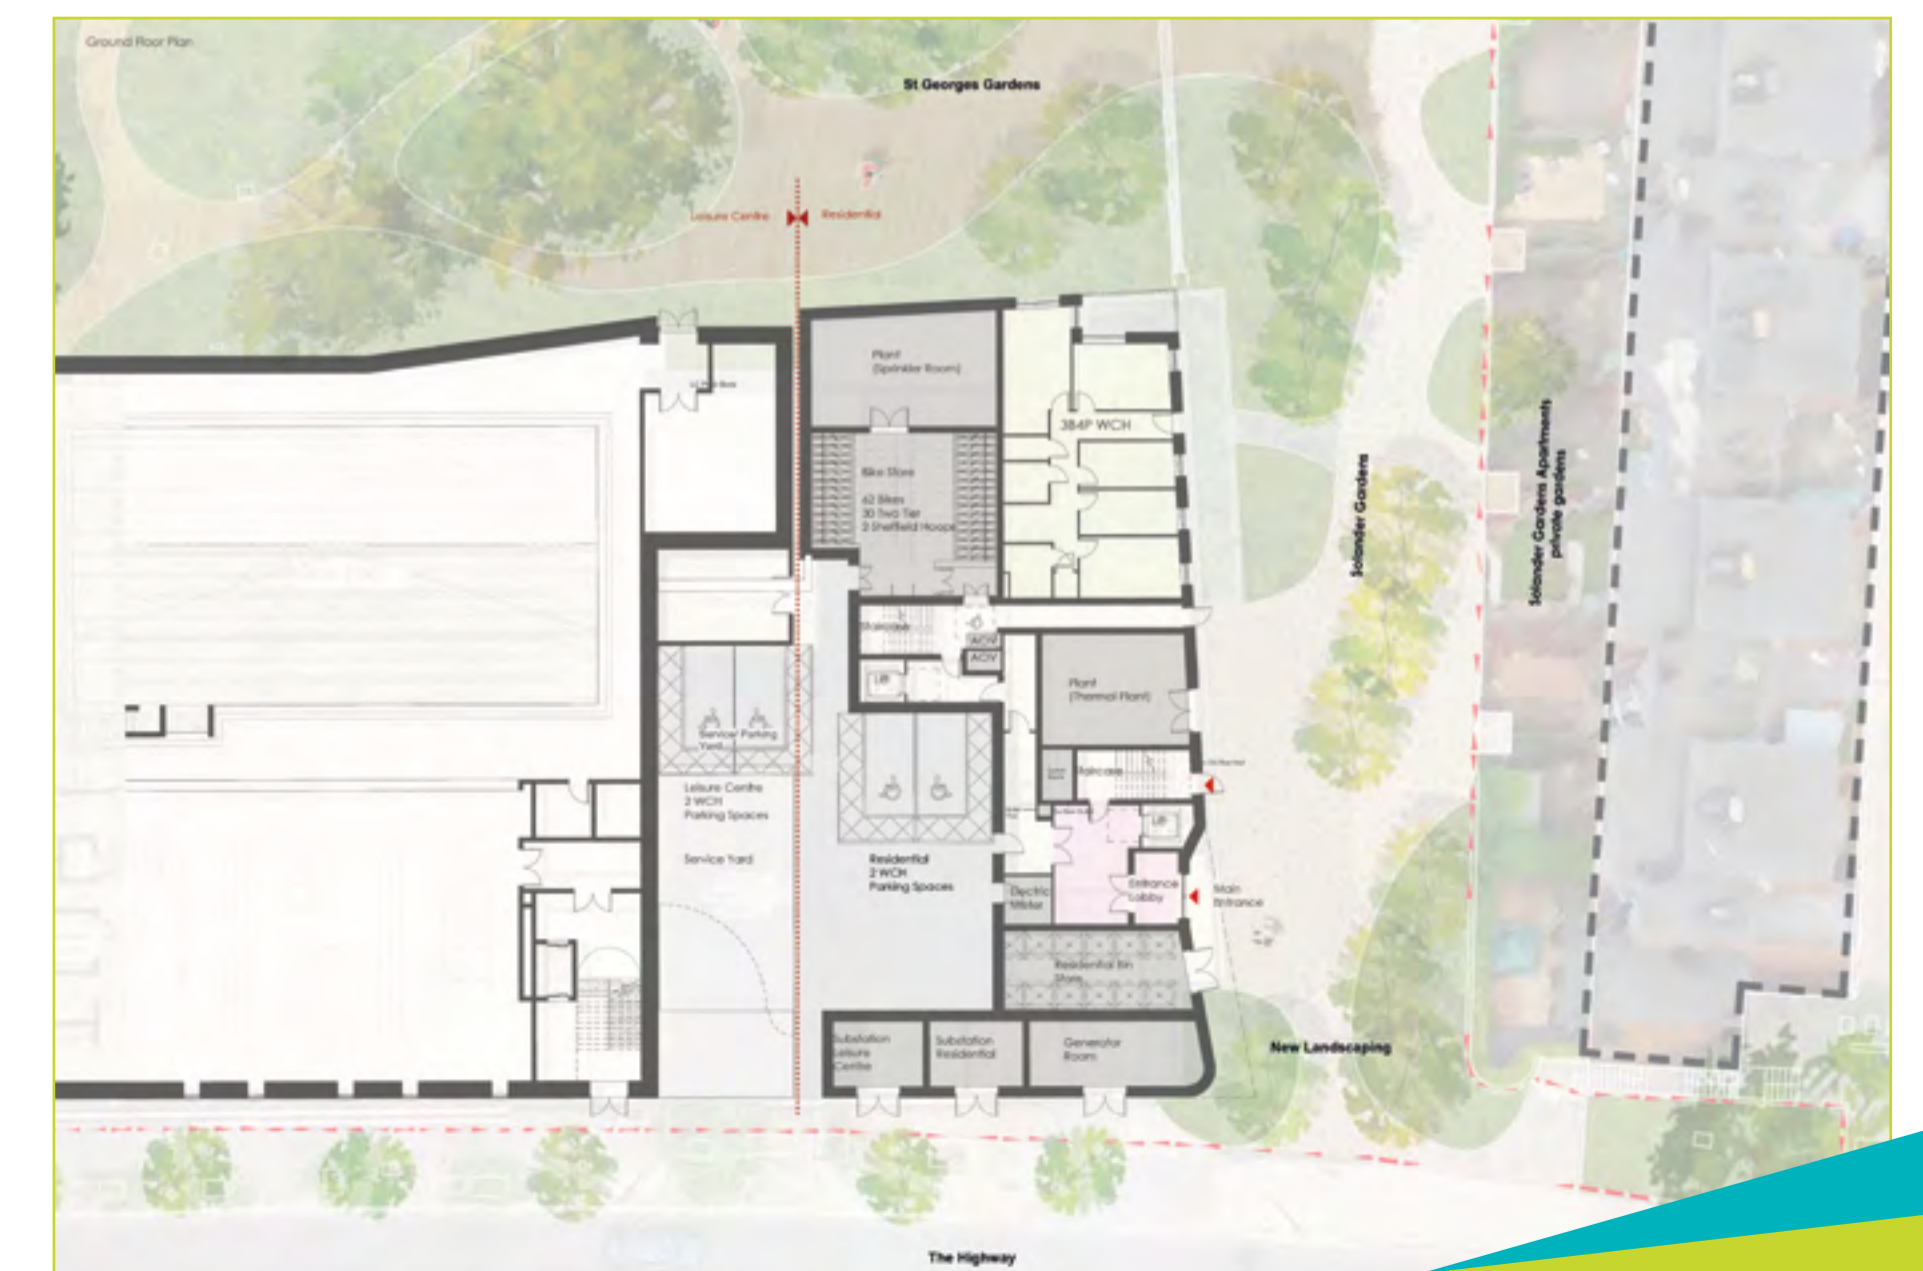 Ground Floor Plan
St Georges Gardens
Leisure Centre
Residential
Plant
(Sprinkler Room)
3B4P WCH
Bike Store
62 Bikes
30 Two Tier
2 Sheffield Hoops
Staircase
AOV
AOV
Lift
Plant
(Thermal Plant)
Service Parking
Yard
Leisure Centre
2 WCH
Parking Spaces
Service Yard
Residential
2 WCH
Parking Spaces
Staircase
Lift
Entrance
Lobby
Main
Entrance
Electric
Meter
Residential Bin
Store
Substation
Leisure
Centre
Substation
Residential
Generator
Room
Solander Gardens
Solander Gardens Apartments
private gardens
New Landscaping
The Highway